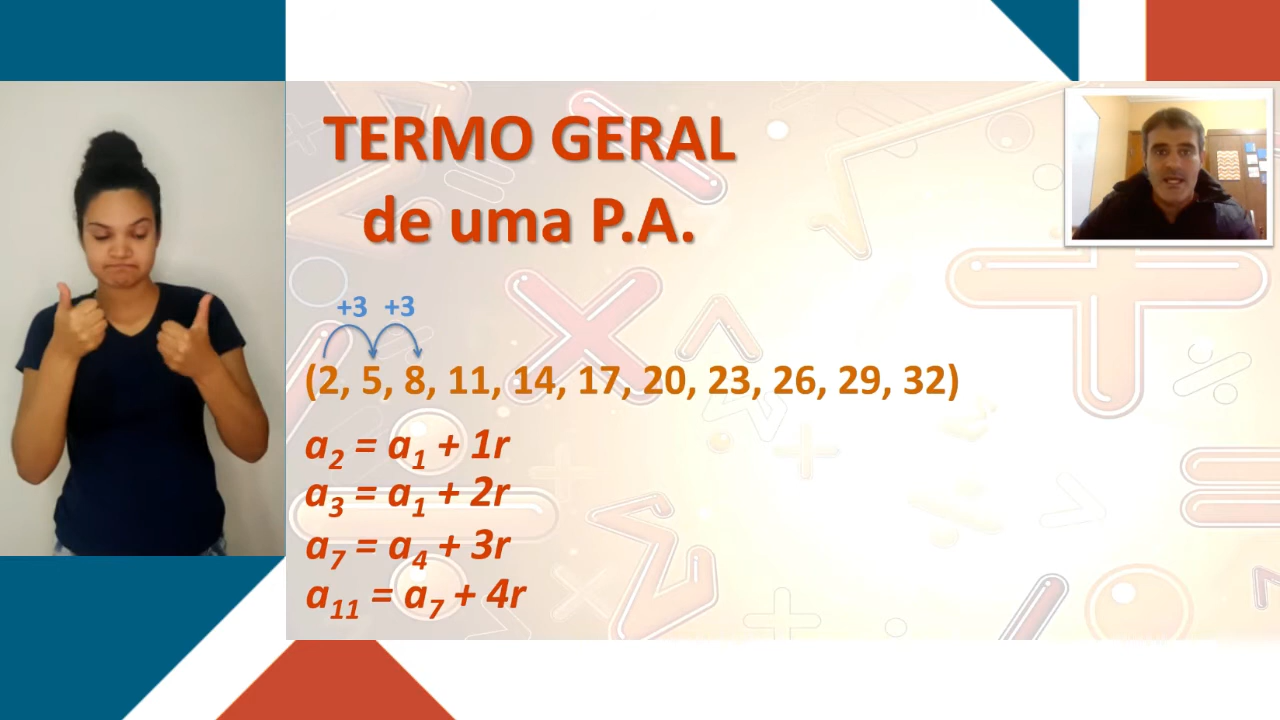 TERMO GERAL
de uma P.A.
+3 +3
(2, 5, 8, 11, 14, 17, 20, 23, 26, 29, 32)
a₂ = a₁ + 1r
a₃ = a₁ + 2r
a₇ = a₄ + 3r
a₁₁ = a₇ + 4r